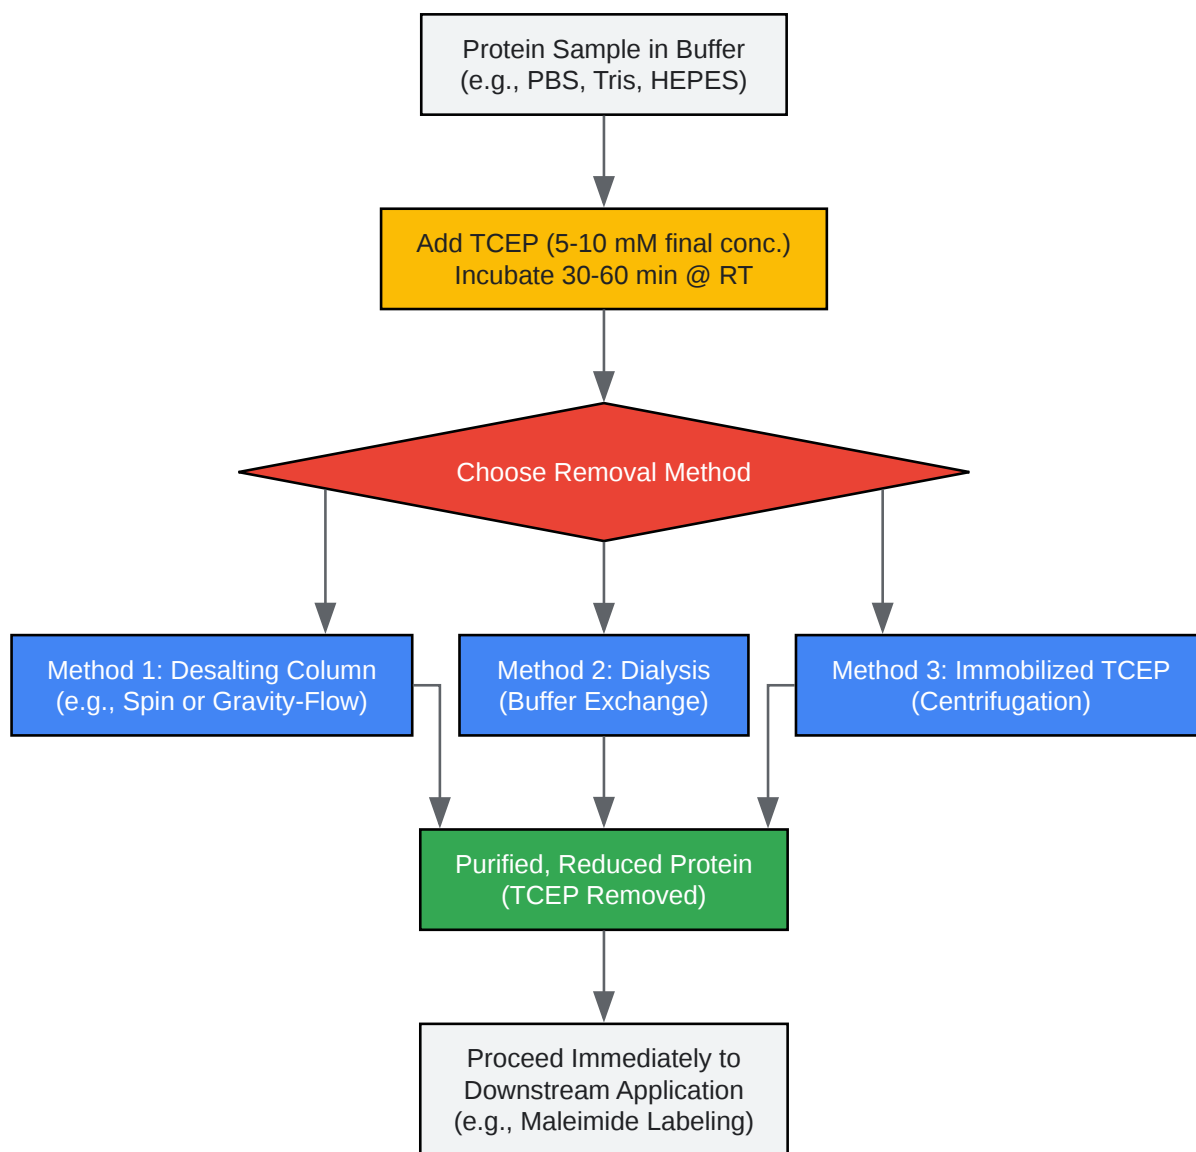 Protein Sample in Buffer
(e.g., PBS, Tris, HEPES)
Add TCEP (5-10 mM final conc.)
Incubate 30-60 min @ RT
Choose Removal Method
Method 1: Desalting Column
(e.g., Spin or Gravity-Flow)
Method 2: Dialysis
(Buffer Exchange)
Method 3: Immobilized TCEP
(Centrifugation)
Purified, Reduced Protein
(TCEP Removed)
Proceed Immediately to
Downstream Application
(e.g., Maleimide Labeling)